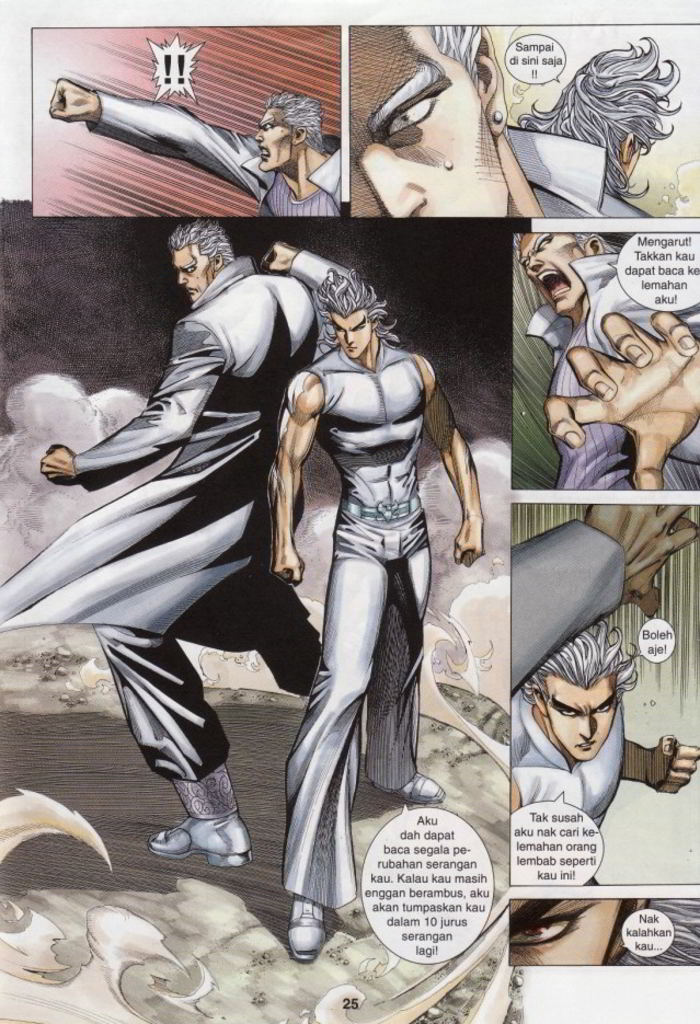 !!
Sampai
di sini saja
!!
Mengarut!
Takkan kau
dapat baca ke
lemahan
aku!
Boleh
aje!
Tak susah
aku nak cari ke-
lemahan orang
lembab seperti
kau ini!
Aku
dah dapat
baca segala pe-
rubahan serangan
kau. Kalau kau masih
enggan berambus, aku
akan tumpaskan kau
dalam 10 jurus
serangan
lagi!
Nak
kalahkan
kau...
25